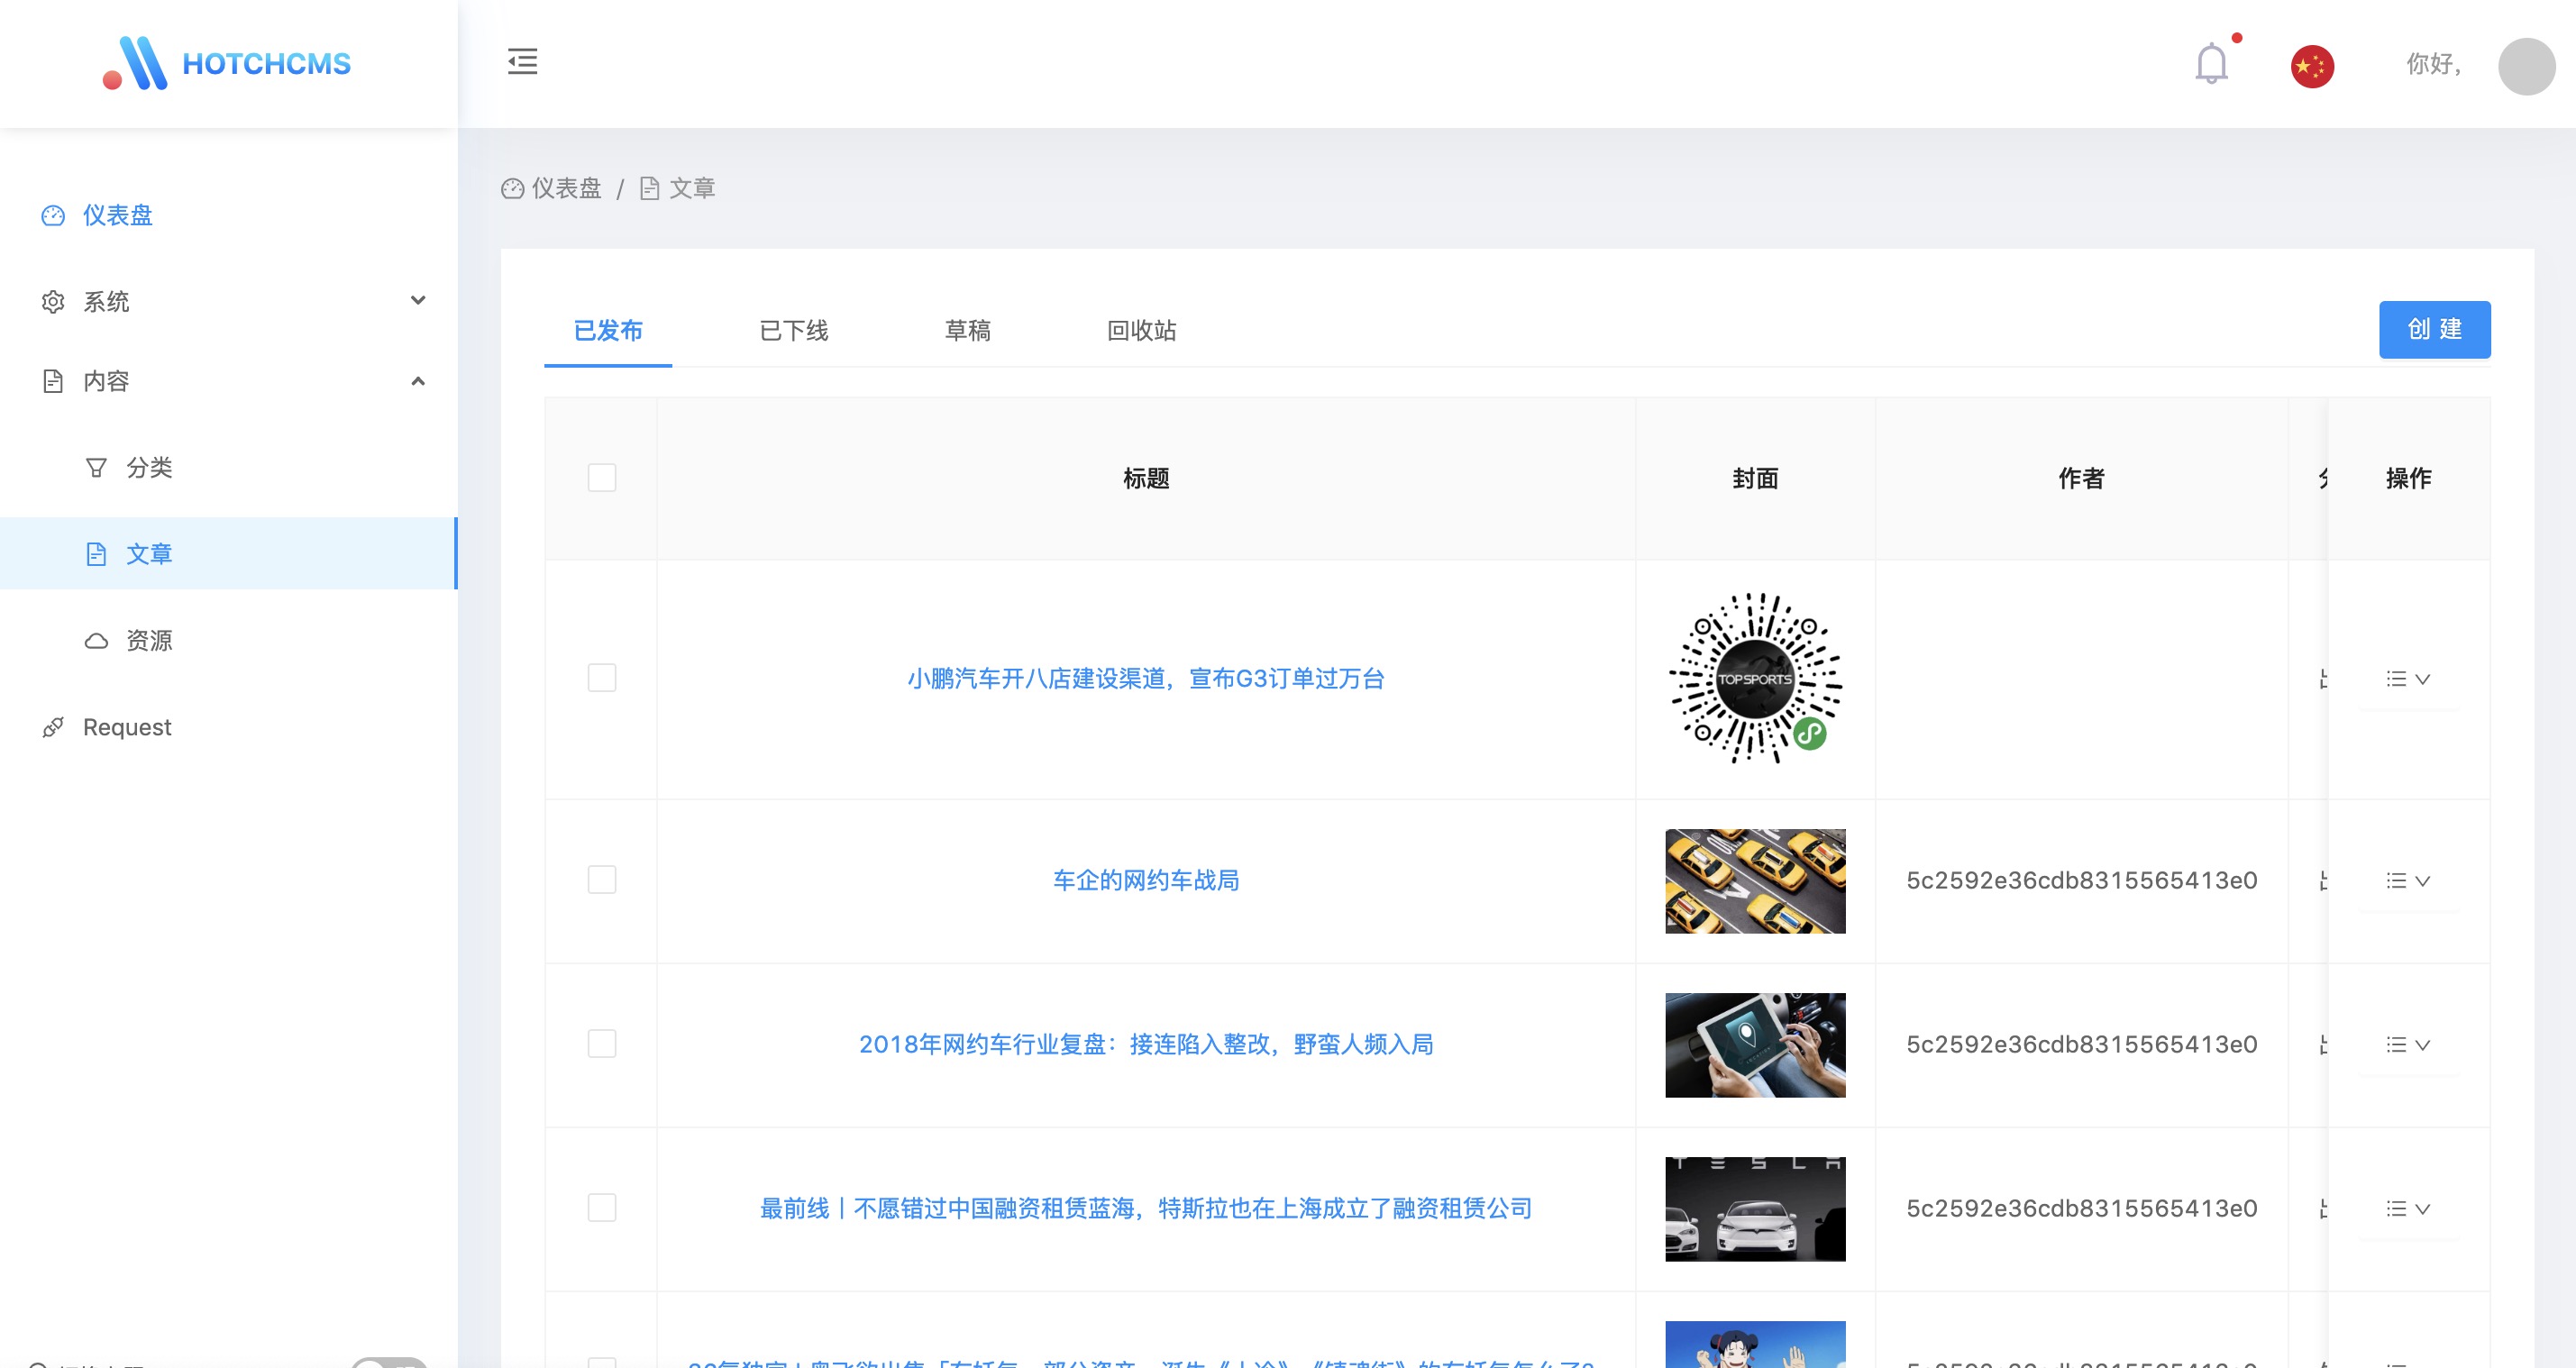 HOTCHCMS
你好,
仪表盘
系统
内容
分类
文章
资源
Request
仪表盘 / 文章
已发布 已下线 草稿 回收站 创 建
标题 封面 作者 操作
小鹏汽车开八店建设渠道，宣布G3订单过万台
TOPSPORTS
车企的网约车战局 5c2592e36cdb8315565413e0
2018年网约车行业复盘：接连陷入整改，野蛮人频入局 5c2592e36cdb8315565413e0
TESLA
最前线丨不愿错过中国融资租赁蓝海，特斯拉也在上海成立了融资租赁公司 5c2592e36cdb8315565413e0